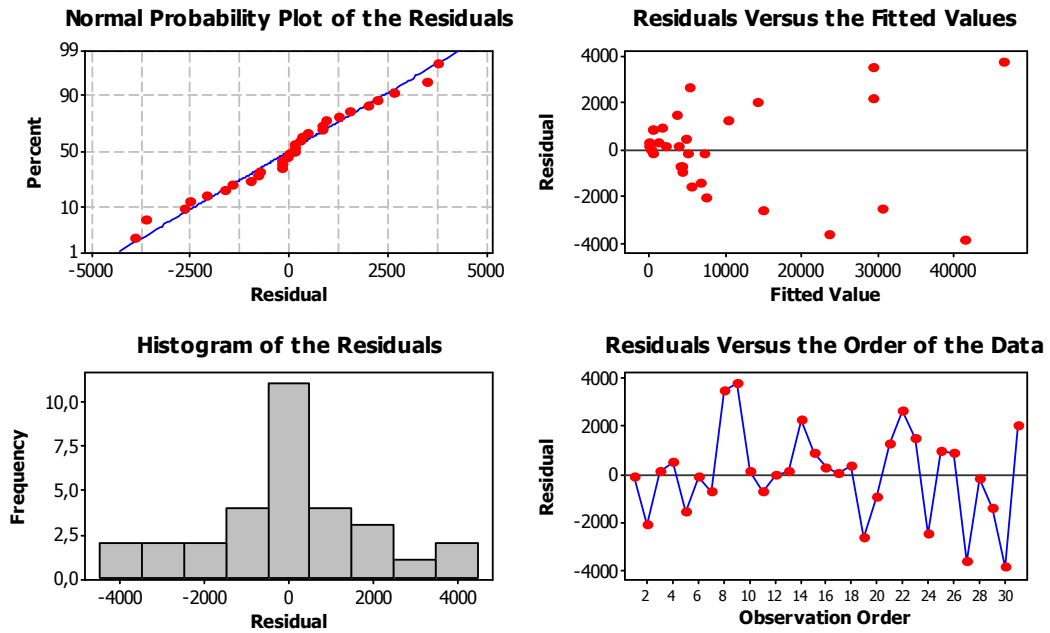 Normal Probability Plot of the Residuals
99
90
50
10
1
Percent
-5000 -2500 0 2500 5000
Residual
Residuals Versus the Fitted Values
4000
2000
0
-2000
-4000
Residual
0 10000 20000 30000 40000
Fitted Value
Histogram of the Residuals
10,0
7,5
5,0
2,5
0,0
Frequency
-4000 -2000 0 2000 4000
Residual
Residuals Versus the Order of the Data
4000
2000
0
-2000
-4000
Residual
2 4 6 8 10 12 14 16 18 20 22 24 26 28 30
Observation Order